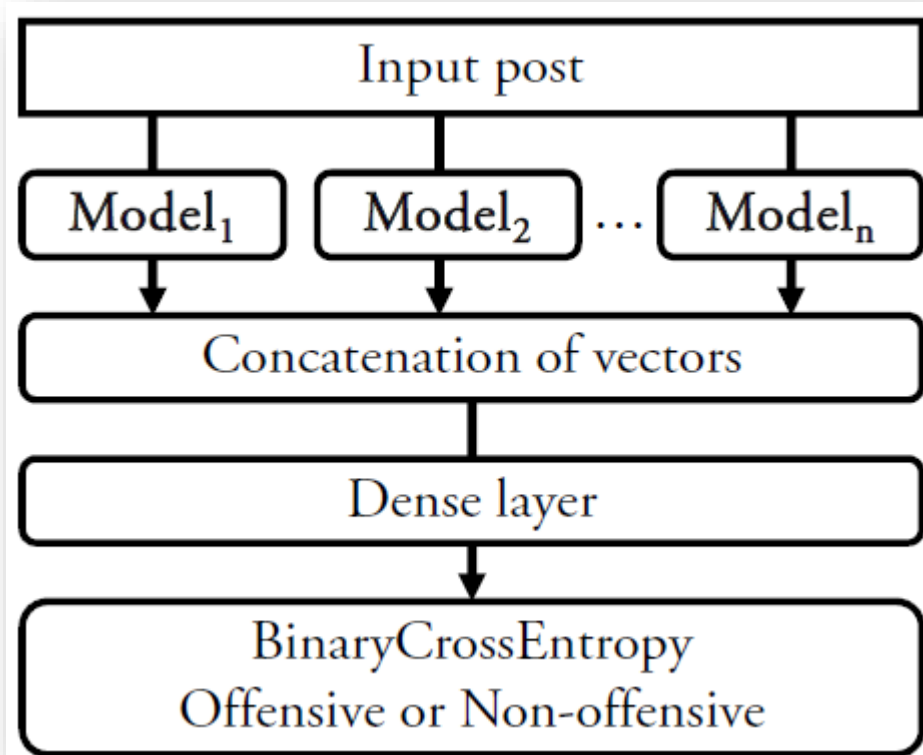 Input post
Model₁ Model₂ ... Modelₙ
Concatenation of vectors
Dense layer
BinaryCrossEntropy
Offensive or Non-offensive